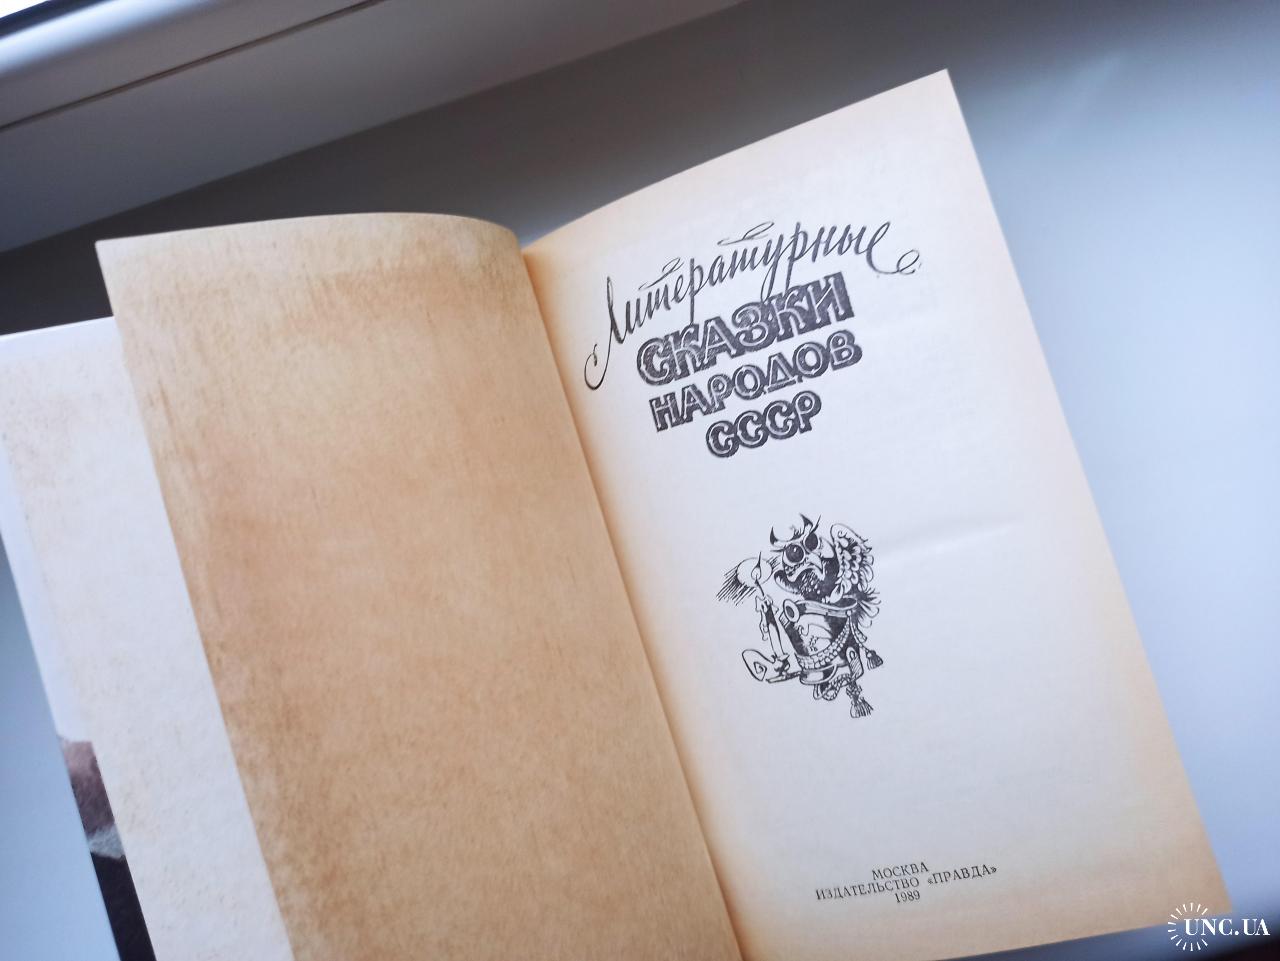 Литературные
СКАЗКИ
НАРОДОВ
СССР
МОСКВА
ИЗДАТЕЛЬСТВО «ПРАВДА»
1989
UNC.UA